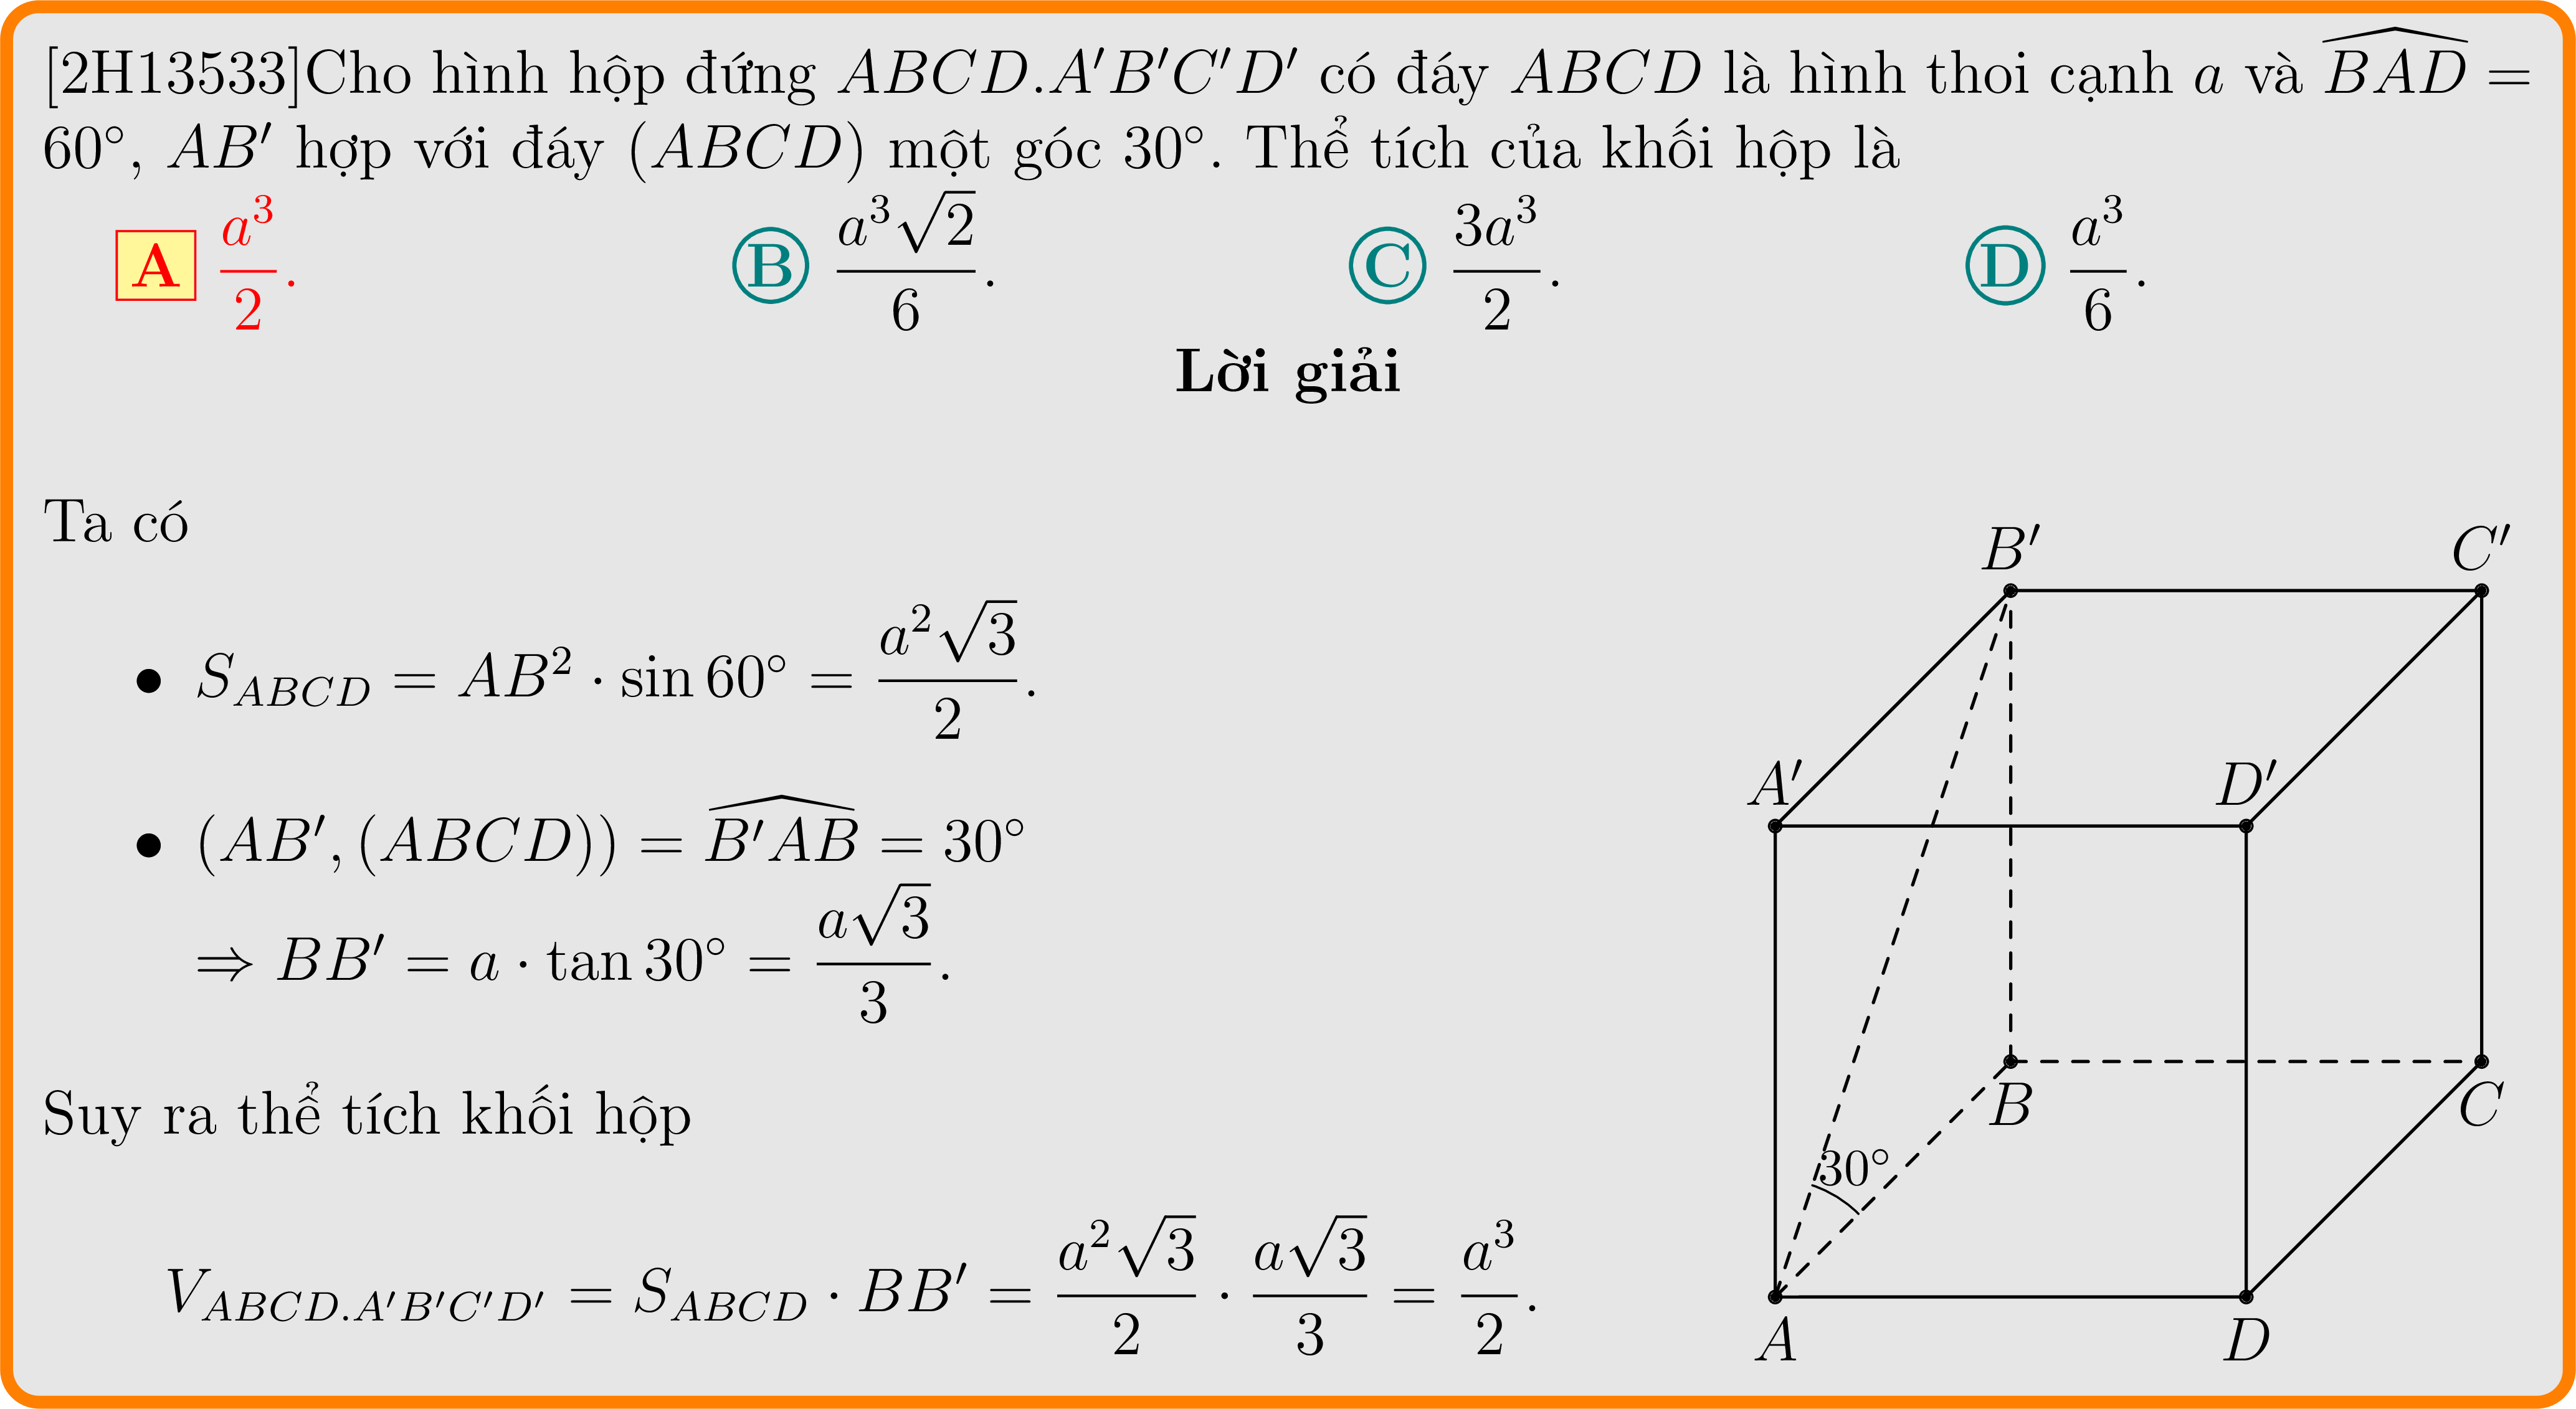 [2H13533]Cho hình hộp đứng ABCD.A′B′C′D′ có đáy ABCD là hình thoi cạnh a và $\widehat{BAD}$ =
60°, AB′ hợp với đáy (ABCD) một góc 30°. Thể tích của khối hộp là
A $\frac{a^3}{2}$. B $\frac{a^3\sqrt{2}}{6}$. C $\frac{3a^3}{2}$. D $\frac{a^3}{6}$.
Lời giải
Ta có
• $S_{ABCD} = AB^2 \cdot \sin 60^\circ = \frac{a^2\sqrt{3}}{2}$.
• $(AB', (ABCD)) = \widehat{B'AB} = 30^\circ$
$\Rightarrow BB' = a \cdot \tan 30^\circ = \frac{a\sqrt{3}}{3}$.
Suy ra thể tích khối hộp
$V_{ABCD.A'B'C'D'} = S_{ABCD} \cdot BB' = \frac{a^2\sqrt{3}}{2} \cdot \frac{a\sqrt{3}}{3} = \frac{a^3}{2}$.
B′ C′
A′ D′
B C
30°
A D